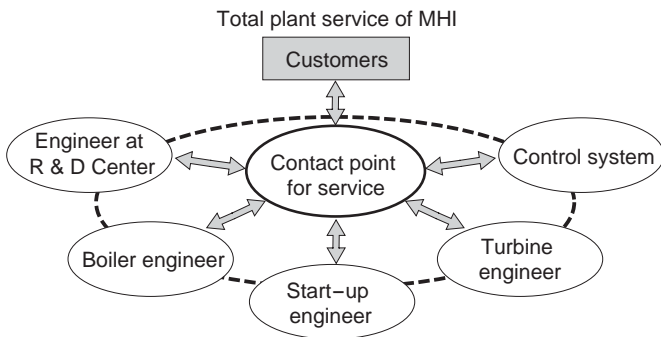 Total plant service of MHI
Customers
Engineer at
R & D Center
Contact point
for service
Control system
Boiler engineer
Turbine
engineer
Start-up
engineer